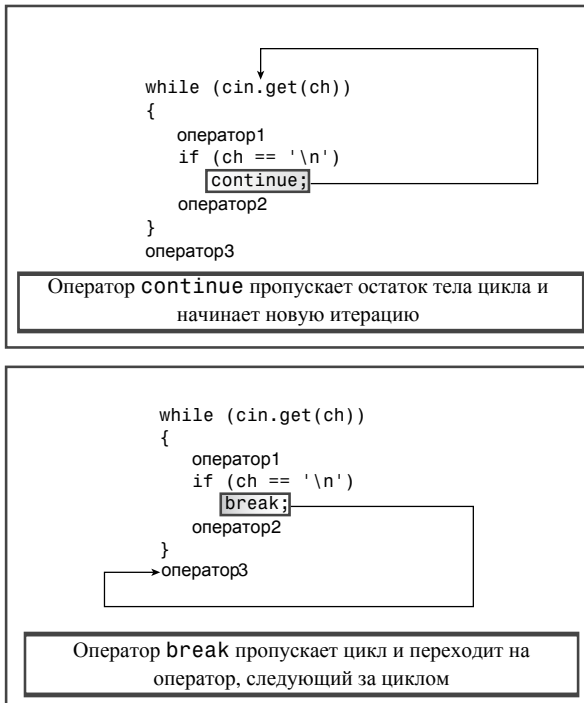 while (cin.get(ch))
{
оператор1
if (ch == '\n')
continue;
оператор2
}
оператор3
Оператор continue пропускает остаток тела цикла и
начинает новую итерацию
while (cin.get(ch))
{
оператор1
if (ch == '\n')
break;
оператор2
}
оператор3
Оператор break пропускает цикл и переходит на
оператор, следующий за циклом